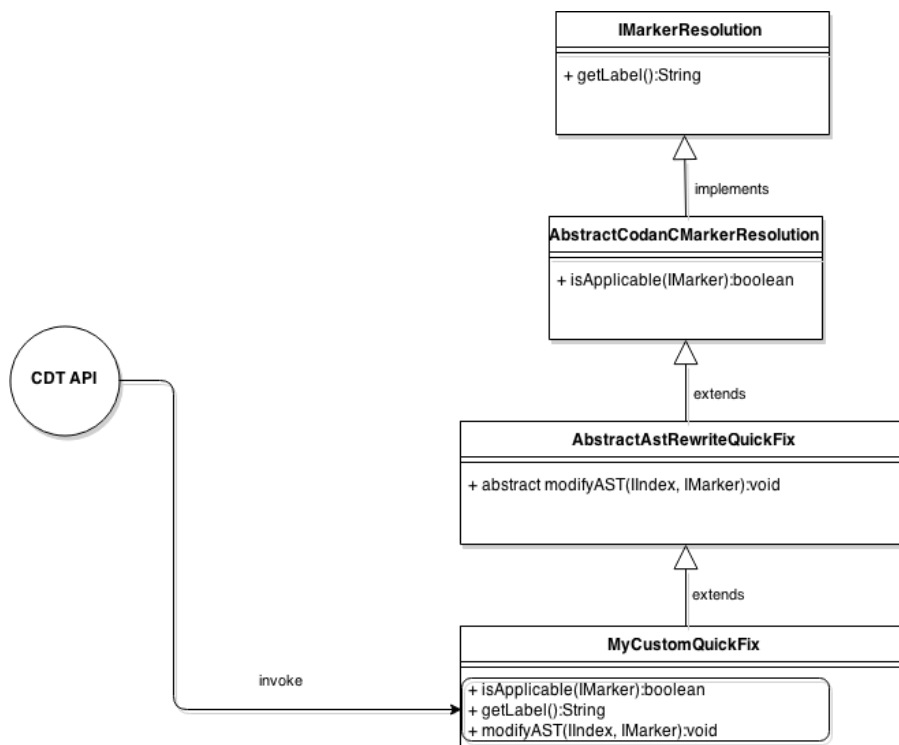 IMarkerResolution
+ getLabel():String
implements
AbstractCodanCMarkerResolution
+ isApplicable(IMarker):boolean
CDT API
extends
AbstractAstRewriteQuickFix
+ abstract modifyAST(IIndex, IMarker):void
extends
MyCustomQuickFix
invoke
+ isApplicable(IMarker):boolean
+ getLabel():String
+ modifyAST(IIndex, IMarker):void